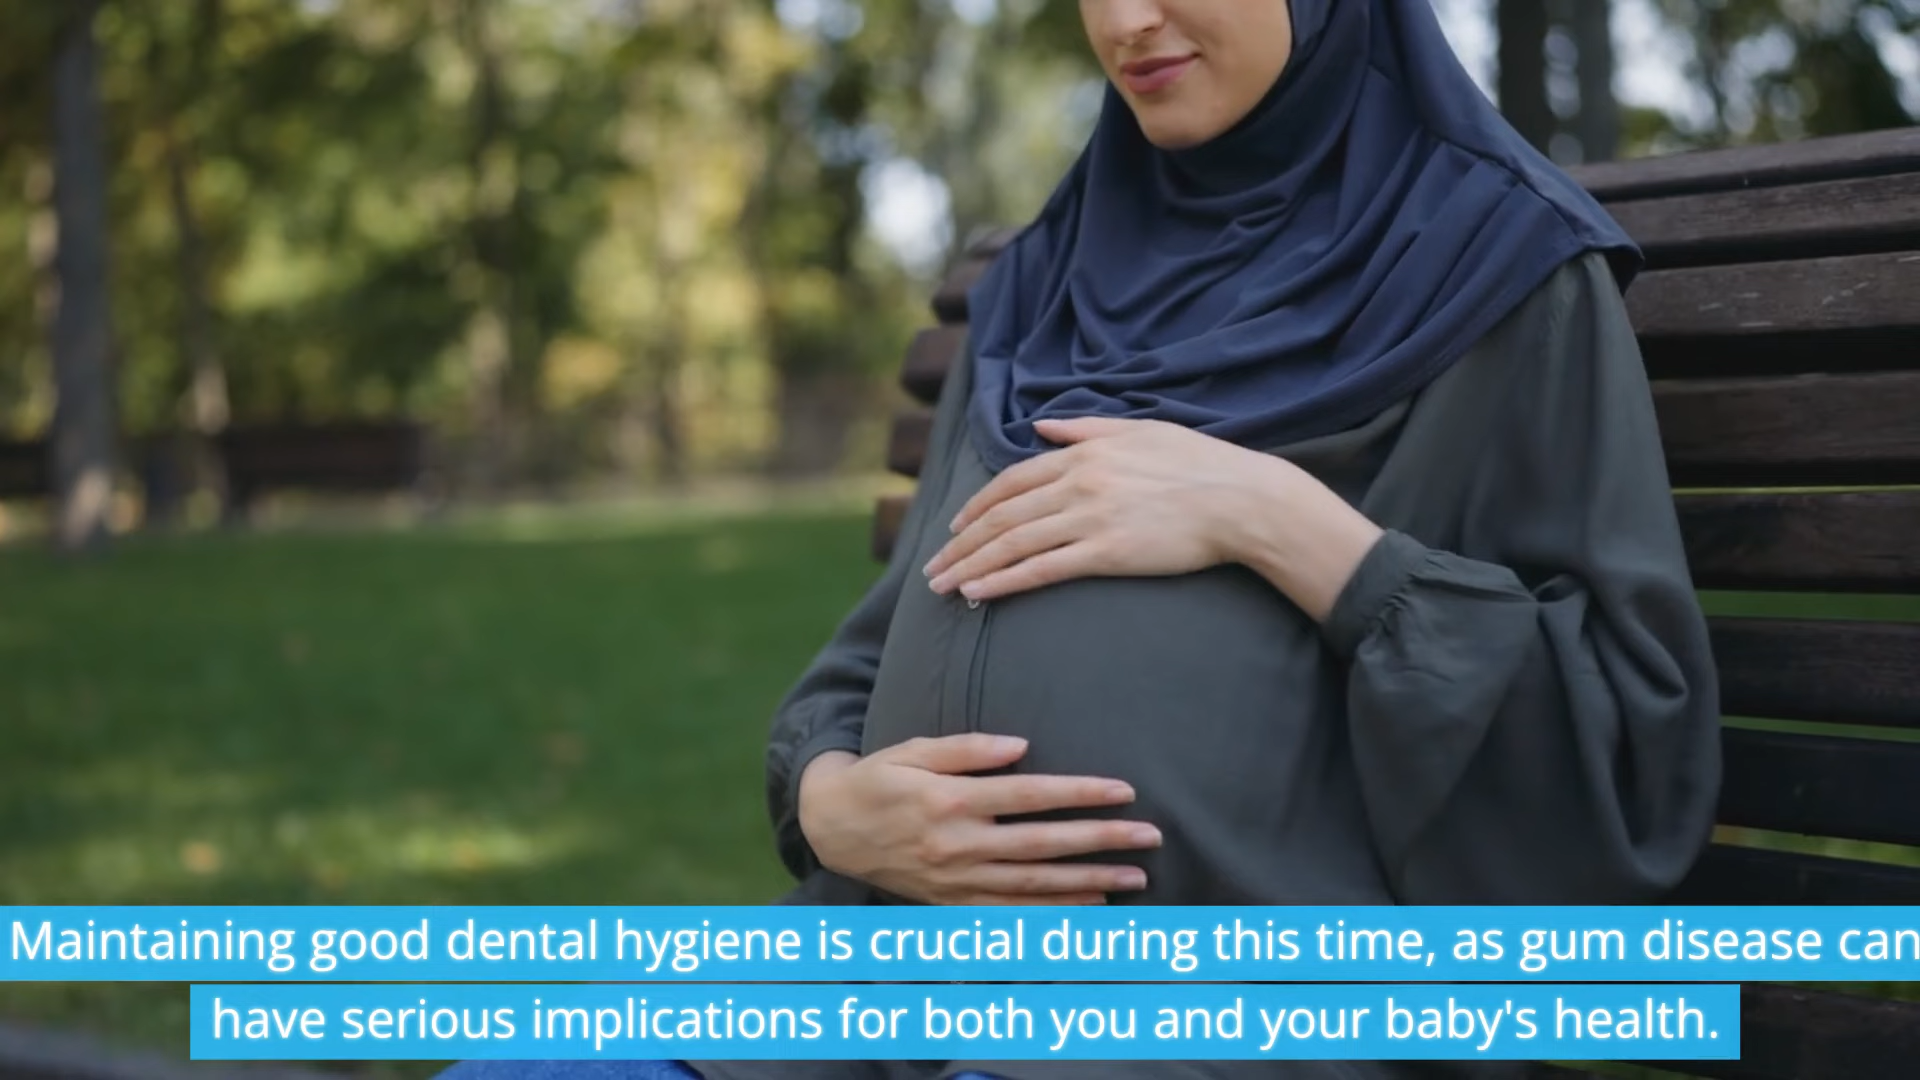 Maintaining good dental hygiene is crucial during this time, as gum disease can
have serious implications for both you and your baby's health.